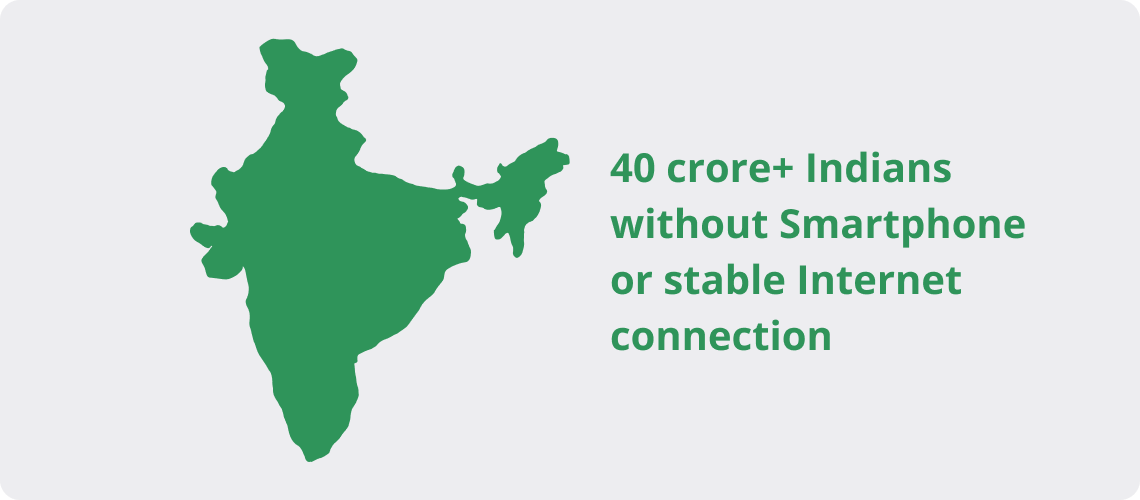 40 crore+ Indians
without Smartphone
or stable Internet
connection